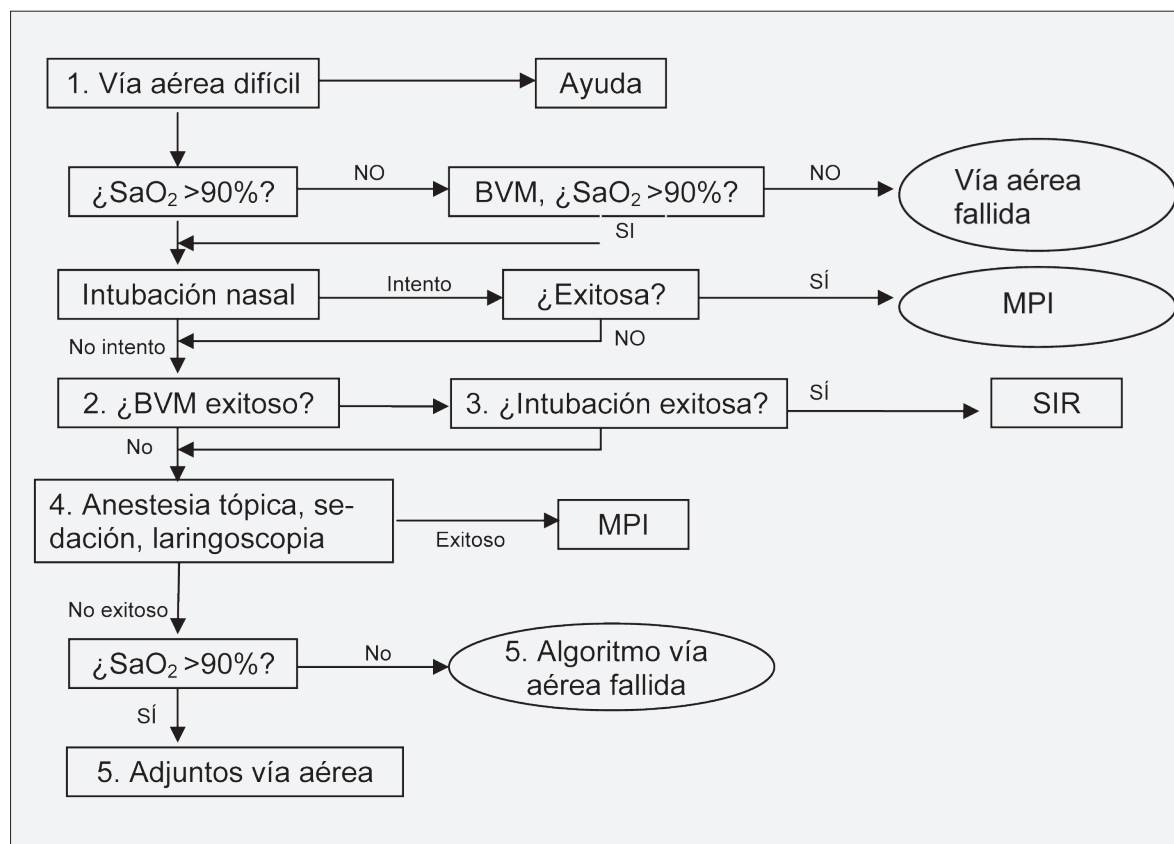 1. Vía aérea difícil
Ayuda
¿SaO₂ >90%?
NO
BVM, ¿SaO₂ >90%?
NO
Vía aérea
fallida
SI
Intubación nasal
Intento
¿Exitosa?
SÍ
MPI
No intento
NO
2. ¿BVM exitoso?
3. ¿Intubación exitosa?
SÍ
SIR
No
4. Anestesia tópica, se-
dación, laringoscopia
Exitoso
MPI
No exitoso
¿SaO₂ >90%?
No
5. Algoritmo vía
aérea fallida
SÍ
5. Adjuntos vía aérea